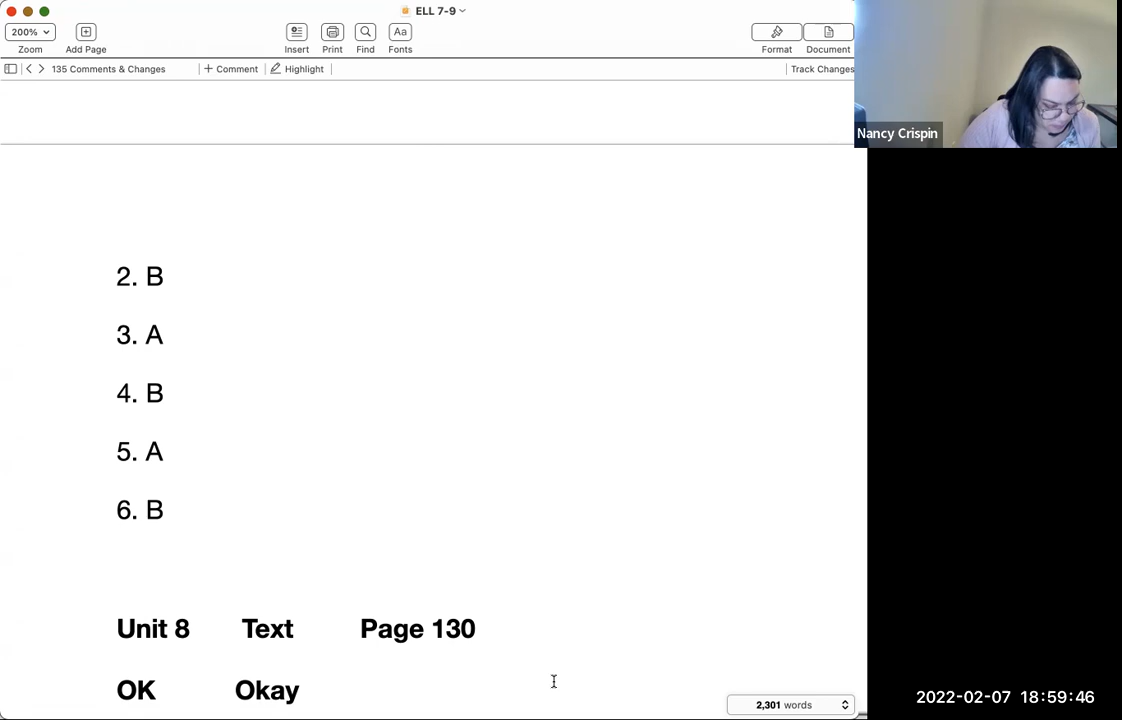 ELL 7-9
200%
Zoom
Add Page
Insert
Print
Find
Aa
Fonts
Format
Document
135 Comments & Changes
+ Comment
Highlight
Track Changes
Nancy Crispin
2. B
3. A
4. B
5. A
6. B
Unit 8 Text Page 130
OK Okay
2,301 words
2022-02-07 18:59:46